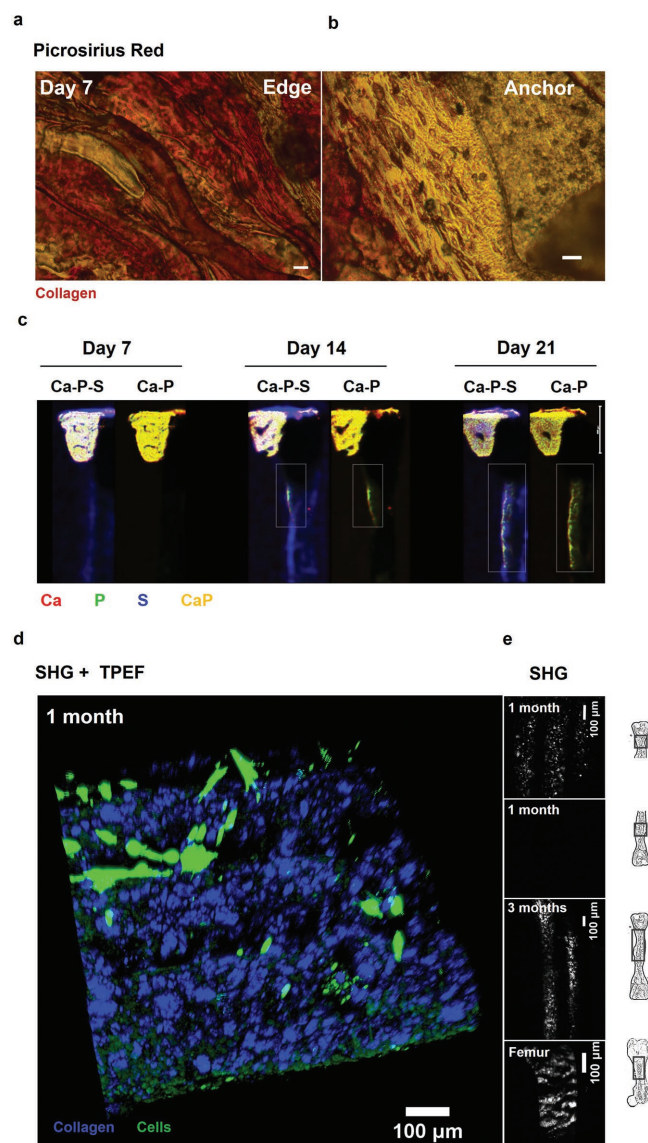 a
b
Picrosirius Red
Day 7
Edge
Anchor
Collagen
c
Day 7
Day 14
Day 21
Ca-P-S
Ca-P
Ca-P-S
Ca-P
Ca-P-S
Ca-P
Ca
P
S
CaP
d
e
SHG + TPEF
SHG
1 month
Collagen
Cells
100 µm
1 month
100 µm
1 month
3 months
100 µm
Femur
100 µm